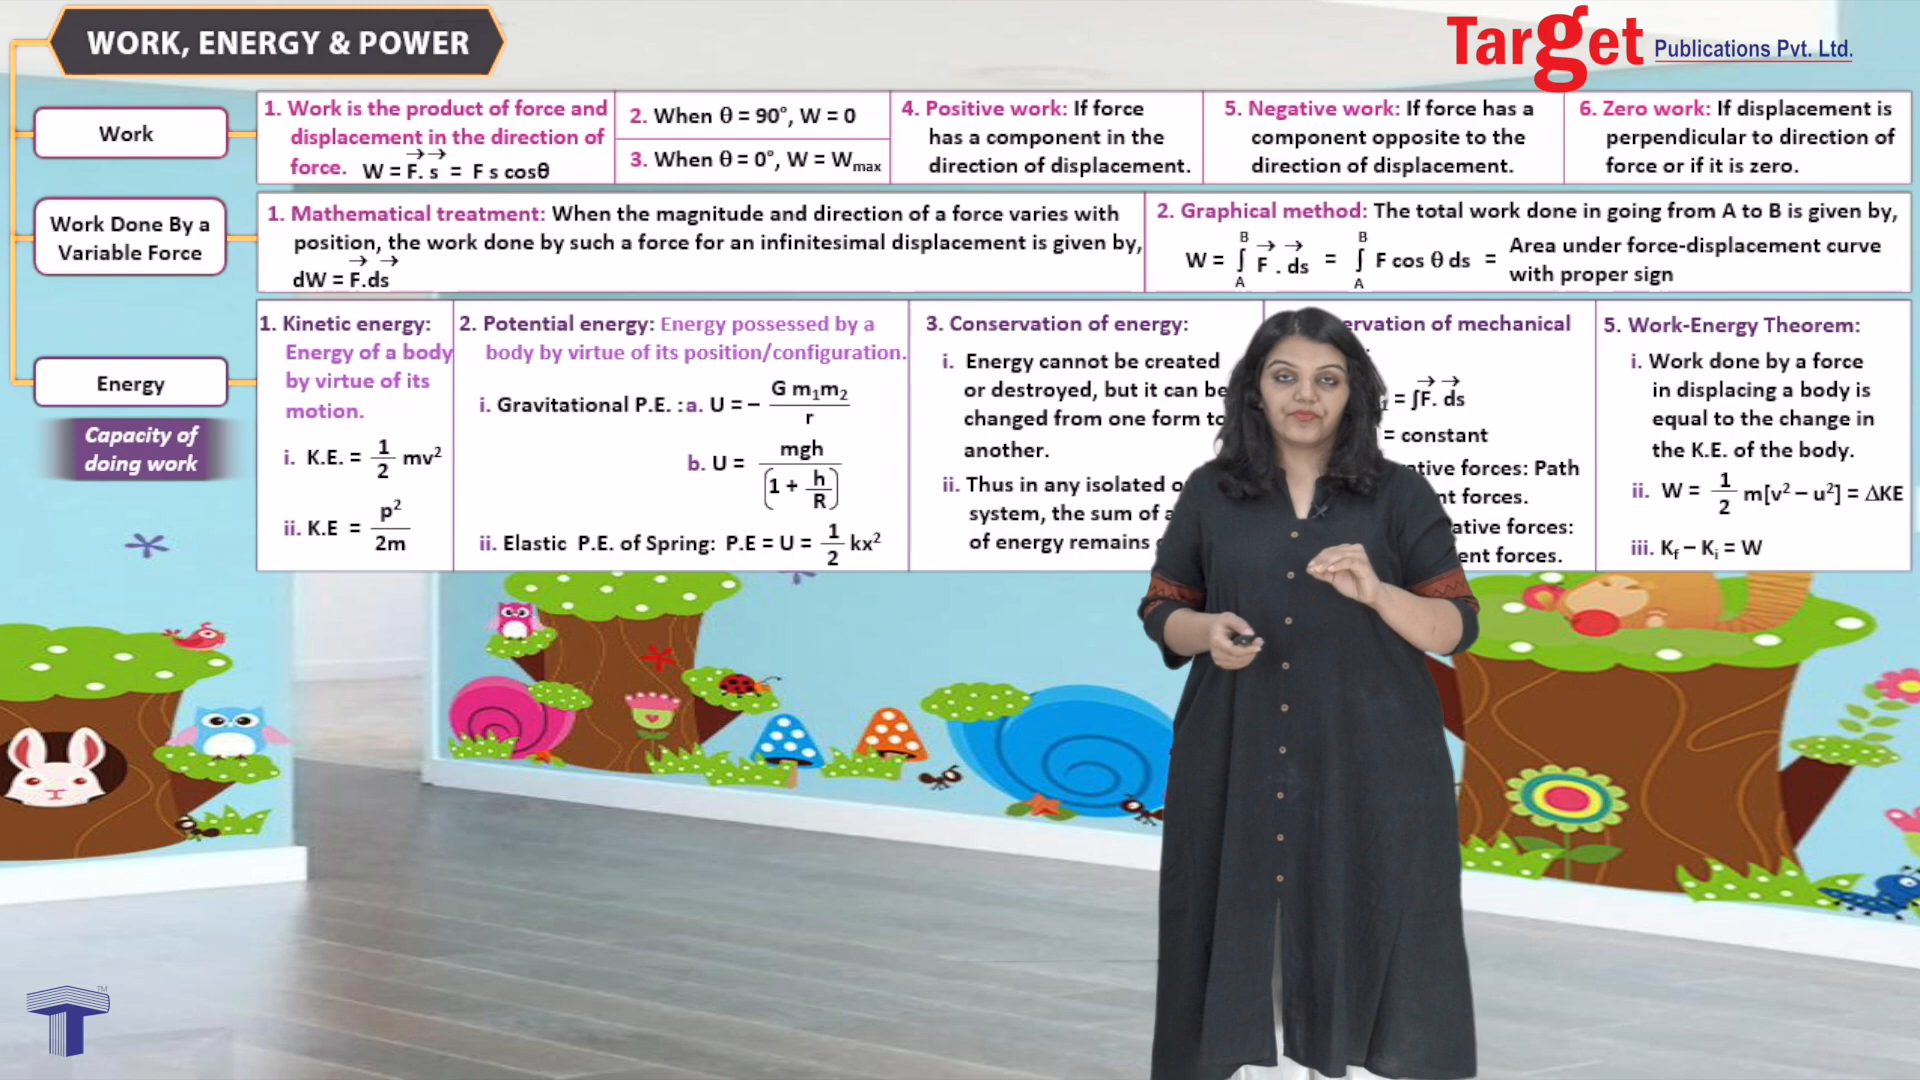 WORK, ENERGY & POWER
Target Publications Pvt. Ltd.
Work
1. Work is the product of force and
displacement in the direction of
force. W = F⃗. s⃗ = F s cosθ
2. When θ = 90°, W = 0
3. When θ = 0°, W = Wmax
4. Positive work: If force
has a component in the
direction of displacement.
5. Negative work: If force has a
component opposite to the
direction of displacement.
6. Zero work: If displacement is
perpendicular to direction of
force or if it is zero.
Work Done By a
Variable Force
1. Mathematical treatment: When the magnitude and direction of a force varies with
position, the work done by such a force for an infinitesimal displacement is given by,
dW = F⃗.ds⃗
2. Graphical method: The total work done in going from A to B is given by,
W = ∫_A^B F⃗ . ds⃗ = ∫_A^B F cos θ ds = Area under force-displacement curve
with proper sign
Energy
Capacity of
doing work
1. Kinetic energy:
Energy of a body
by virtue of its
motion.
i. K.E. = 1/2 mv²
ii. K.E = p²/2m
2. Potential energy: Energy possessed by a
body by virtue of its position/configuration.
i. Gravitational P.E. : a. U = − G m₁m₂/r
b. U = mgh/(1 + h/R)
ii. Elastic P.E. of Spring: P.E = U = 1/2 kx²
3. Conservation of energy:
i. Energy cannot be created
or destroyed, but it can be
changed from one form to
another.
ii. Thus in any isolated
system, the sum of
of energy remains
of mechanical
= ∫F⃗. ds⃗
= constant
forces: Path
forces.
forces:
forces.
5. Work-Energy Theorem:
i. Work done by a force
in displacing a body is
equal to the change in
the K.E. of the body.
ii. W = 1/2 m[v² − u²] = ΔKE
iii. Kf − Ki = W
TM